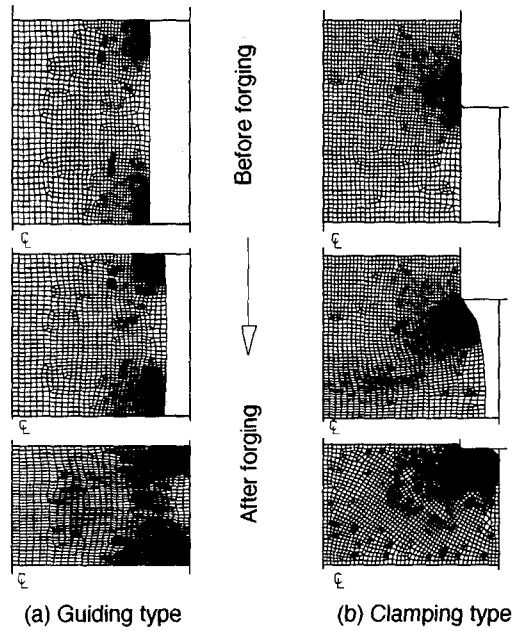 Before forging
After forging
℄
℄
℄
℄
℄
℄
(a) Guiding type
(b) Clamping type